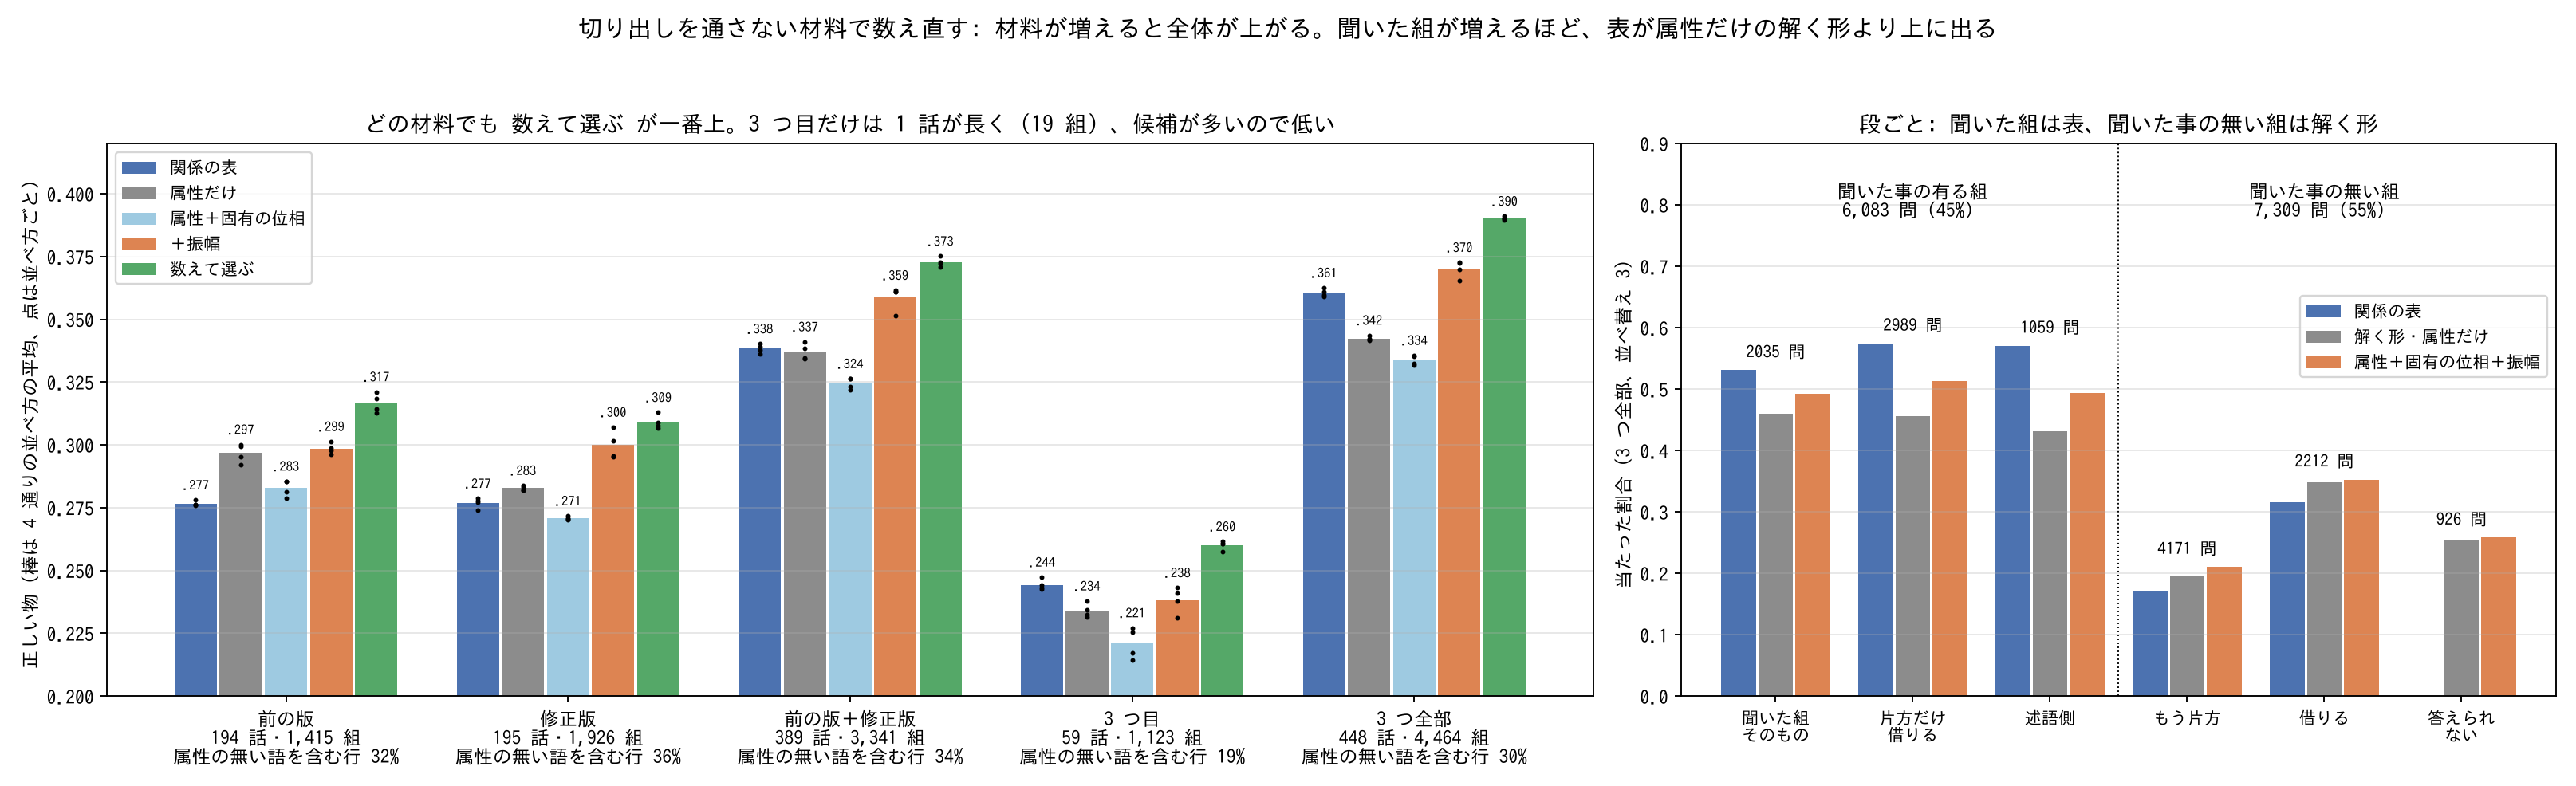 切り出しを通さない材料で数え直す: 材料が増えると全体が上がる。聞いた組が増えるほど、表が属性だけの解く形より上に出る
どの材料でも 数えて選ぶ が一番上。3 つ目だけは 1 話が長く (19 組)、候補が多いので低い
正しい物 (棒は 4 通りの並べ方の平均、点は並べ方ごと)
0.400
0.375
0.350
0.325
0.300
0.275
0.250
0.225
0.200
関係の表
属性だけ
属性＋固有の位相
＋振幅
数えて選ぶ
.277
.297
.283
.299
.317
.277
.283
.271
.300
.309
.338
.337
.324
.359
.373
.244
.234
.221
.238
.260
.361
.342
.334
.370
.390
前の版
194 話・1,415 組
属性の無い語を含む行 32%
修正版
195 話・1,926 組
属性の無い語を含む行 36%
前の版＋修正版
389 話・3,341 組
属性の無い語を含む行 34%
3 つ目
59 話・1,123 組
属性の無い語を含む行 19%
3 つ全部
448 話・4,464 組
属性の無い語を含む行 30%
段ごと: 聞いた組は表、聞いた事の無い組は解く形
当たった割合 (3 つ全部、並べ替え 3)
0.9
0.8
0.7
0.6
0.5
0.4
0.3
0.2
0.1
0.0
聞いた事の有る組
6,083 問 (45%)
聞いた事の無い組
7,309 問 (55%)
関係の表
解く形・属性だけ
属性＋固有の位相＋振幅
2035 問
2989 問
1059 問
4171 問
2212 問
926 問
聞いた組
そのもの
片方だけ
借りる
述語側
もう片方
借りる
答えられ
ない